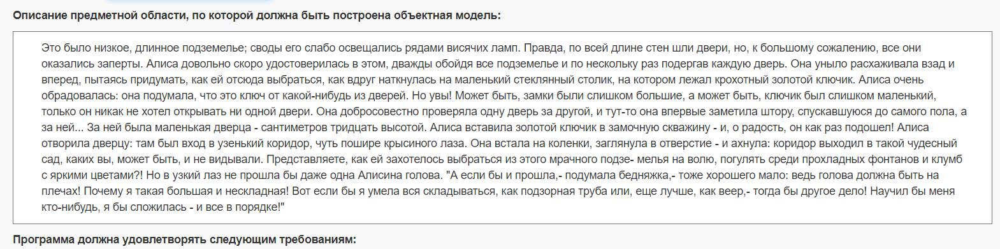 Описание предметной области, по которой должна быть построена объектная модель:
Это было низкое, длинное подземелье; своды его слабо освещались рядами висячих ламп. Правда, по всей длине стен шли двери, но, к большому сожалению, все они
оказались заперты. Алиса довольно скоро удостоверилась в этом, дважды обойдя все подземелье и по нескольку раз подергав каждую дверь. Она уныло расхаживала взад и
вперед, пытаясь придумать, как ей отсюда выбраться, как вдруг наткнулась на маленький стеклянный столик, на котором лежал крохотный золотой ключик. Алиса очень
обрадовалась: она подумала, что это ключ от какой-нибудь из дверей. Но увы! Может быть, замки были слишком большие, а может быть, ключик был слишком маленький,
только он никак не хотел открывать ни одной двери. Она добросовестно проверяла одну дверь за другой, и тут-то она впервые заметила штору, спускавшуюся до самого пола, а
за ней... За ней была маленькая дверца - сантиметров тридцать высотой. Алиса вставила золотой ключик в замочную скважину - и, о радость, он как раз подошел! Алиса
отворила дверцу: там был вход в узенький коридор, чуть пошире крысиного лаза. Она встала на коленки, заглянула в отверстие - и ахнула: коридор выходил в такой чудесный
сад, каких вы, может быть, и не видывали. Представляете, как ей захотелось выбраться из этого мрачного подзе- мелья на волю, погулять среди прохладных фонтанов и клумб
с яркими цветами?! Но в узкий лаз не прошла бы даже одна Алисина голова. "А если бы и прошла,- подумала бедняжка,- тоже хорошего мало: ведь голова должна быть на
плечах! Почему я такая большая и нескладная! Вот если бы я умела вся складываться, как подзорная труба или, еще лучше, как веер,- тогда бы другое дело! Научил бы меня
кто-нибудь, я бы сложилась - и все в порядке!"
Программа должна удовлетворять следующим требованиям: